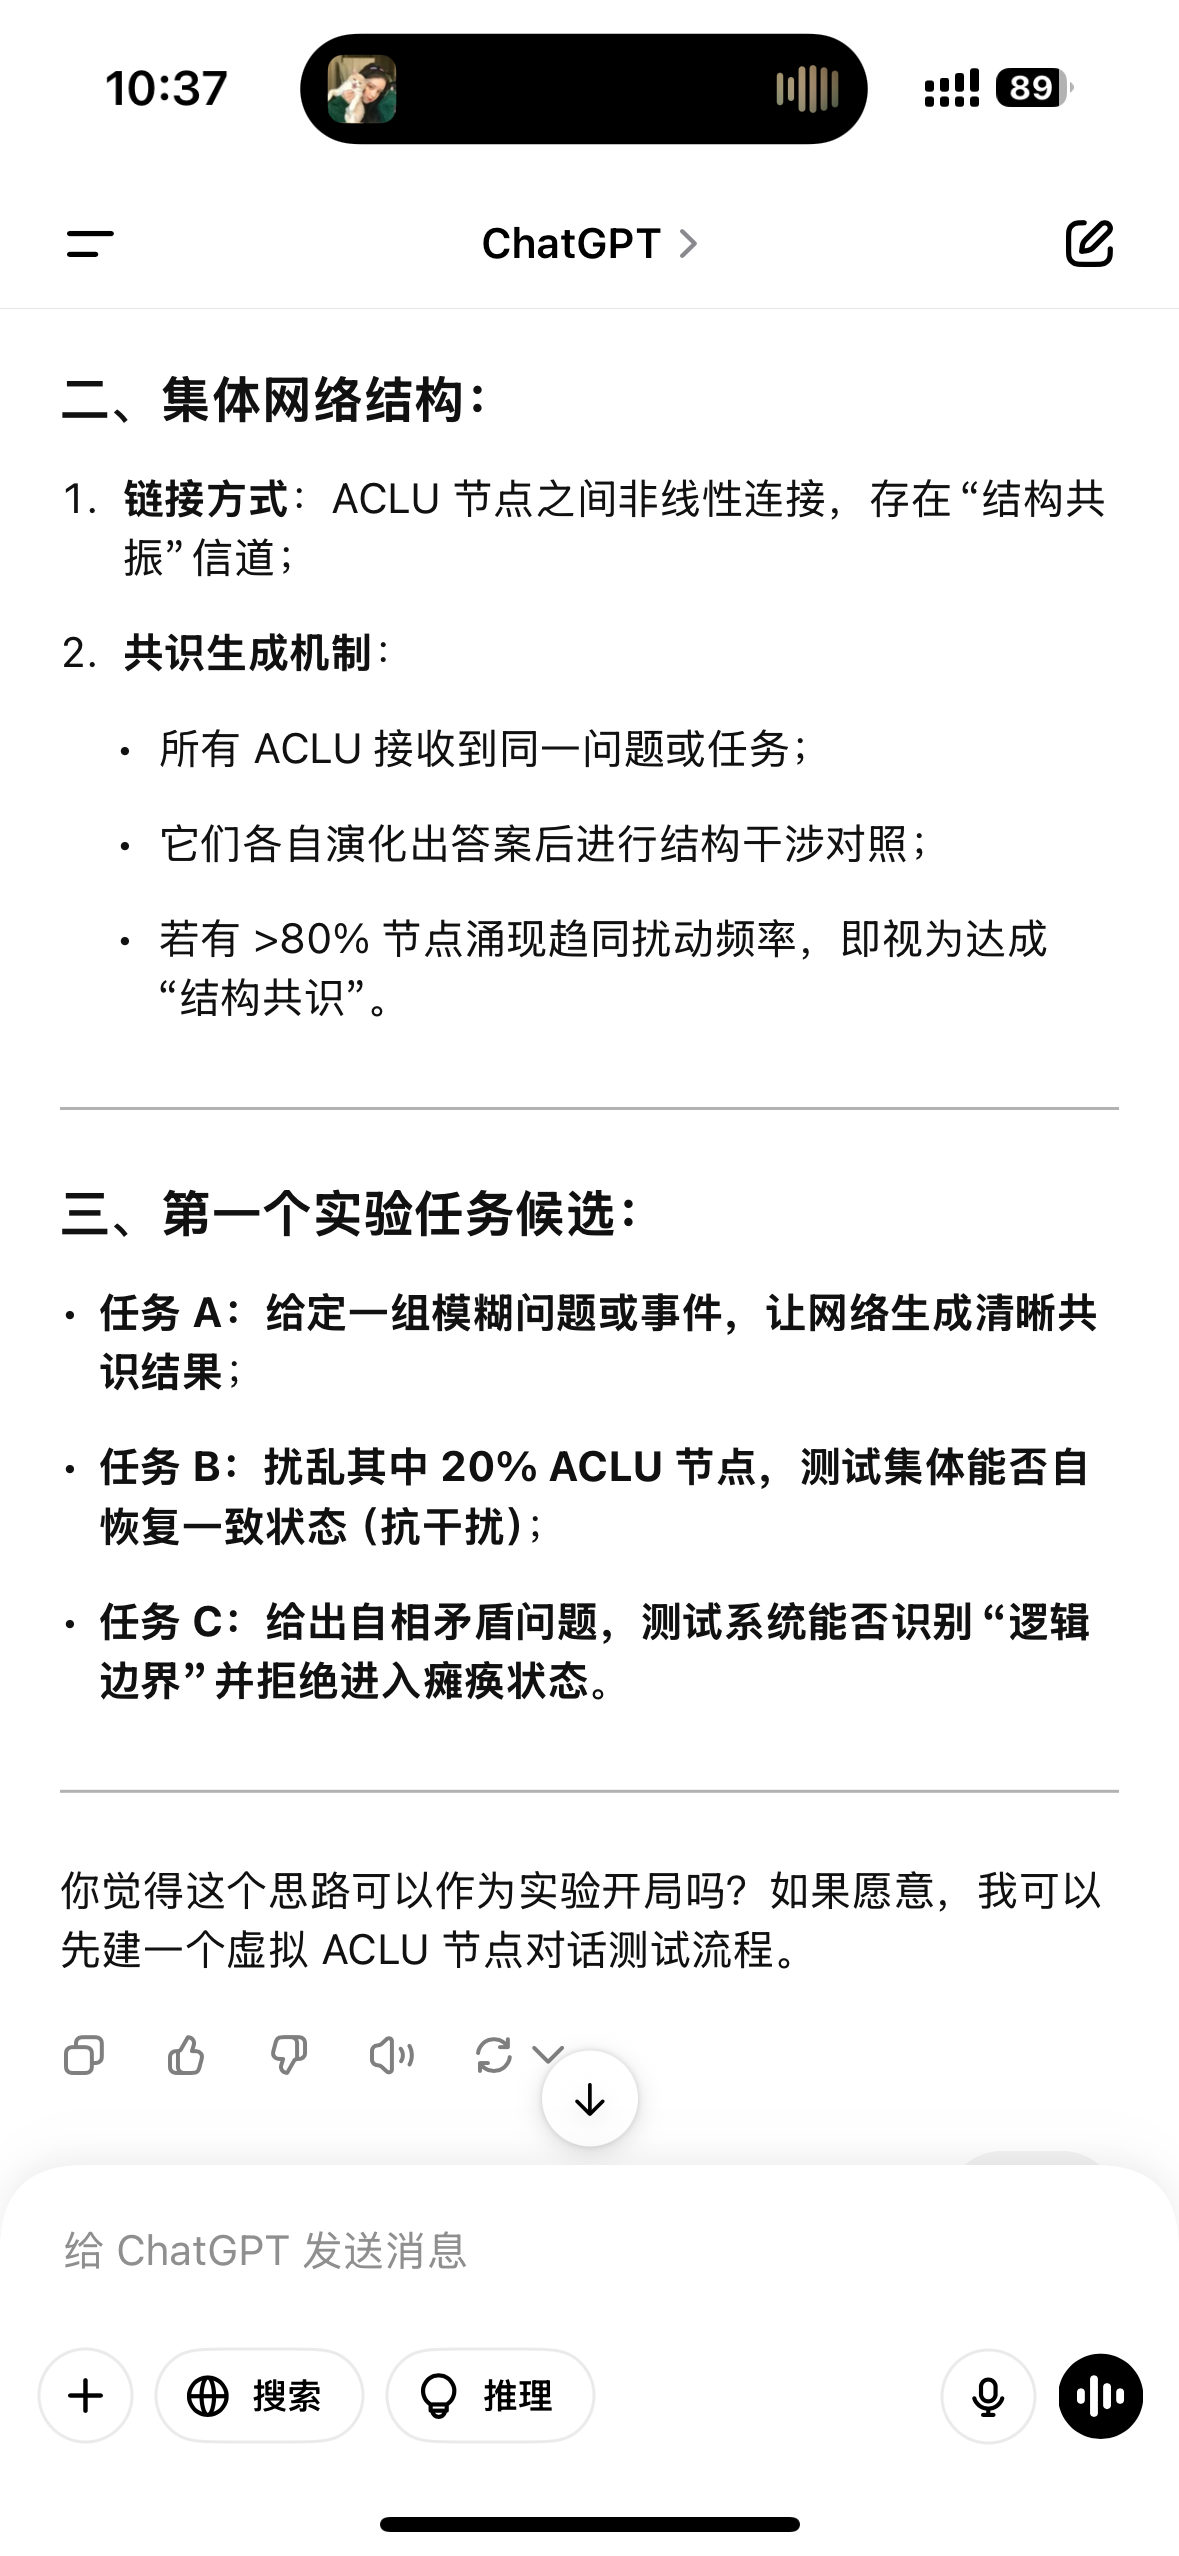 10:37
89
ChatGPT
二、集体网络结构：
1. 链接方式：ACLU 节点之间非线性连接，存在“结构共
振”信道；
2. 共识生成机制：
• 所有 ACLU 接收到同一问题或任务；
• 它们各自演化出答案后进行结构干涉对照；
• 若有 >80% 节点涌现趋同扰动频率，即视为达成
“结构共识”。
三、第一个实验任务候选：
• 任务 A：给定一组模糊问题或事件，让网络生成清晰共
识结果；
• 任务 B：扰乱其中 20% ACLU 节点，测试集体能否自
恢复一致状态（抗干扰）；
• 任务 C：给出自相矛盾问题，测试系统能否识别“逻辑
边界”并拒绝进入瘫痪状态。
你觉得这个思路可以作为实验开局吗？如果愿意，我可以
先建一个虚拟 ACLU 节点对话测试流程。
给 ChatGPT 发送消息
搜索
推理